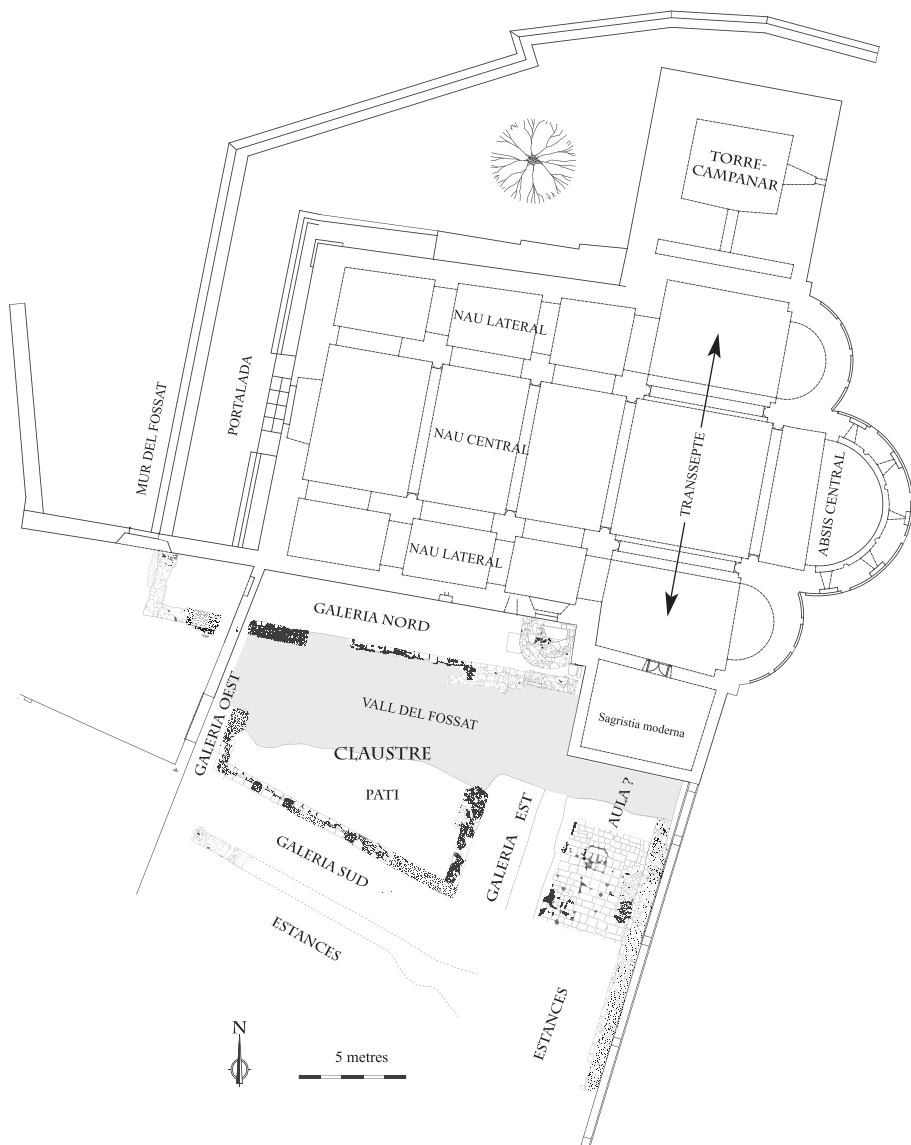 TORRE-
CAMPANAR
NAU LATERAL
MUR DEL FOSSAT
PORTALADA
NAU CENTRAL
TRANSSEPTE
ABSIS CENTRAL
NAU LATERAL
GALERIA NORD
GALERIA OEST
VALL DEL FOSSAT
Sagristia moderna
CLAUSTRE
PATI
GALERIA EST
AULA ?
GALERIA SUD
ESTANCES
ESTANCES
N
5 metres